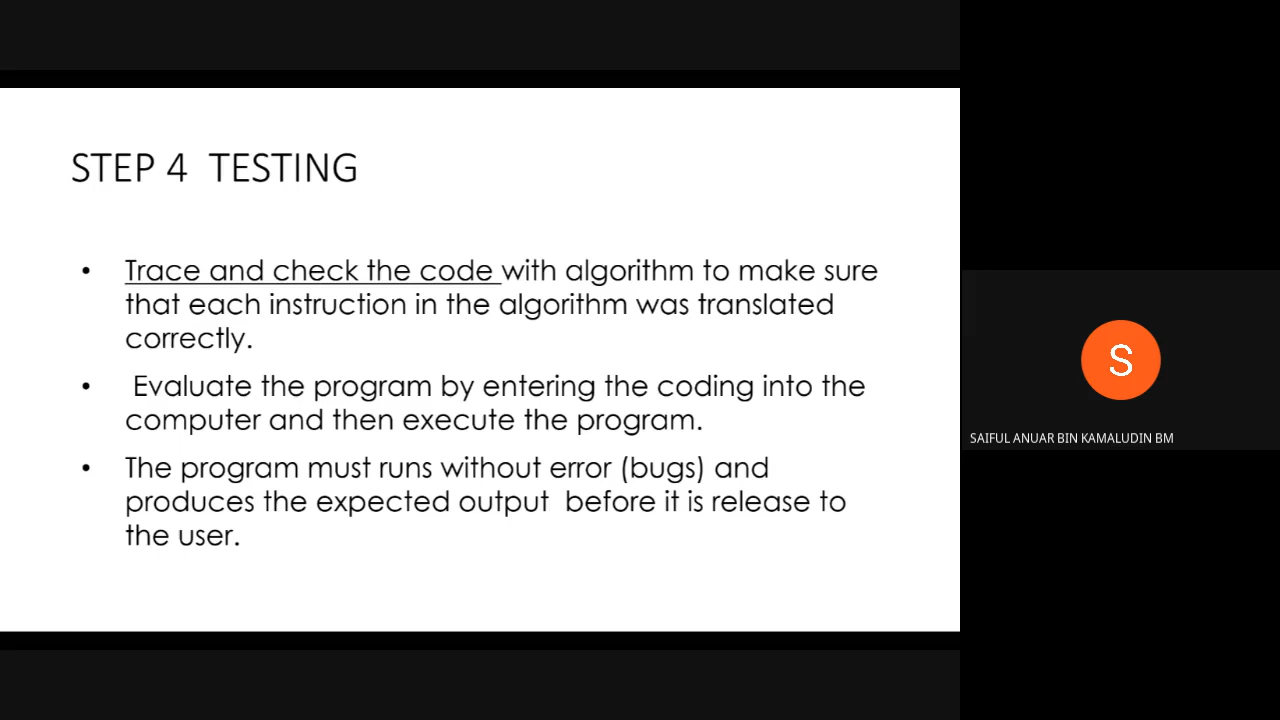 STEP 4 TESTING
• Trace and check the code with algorithm to make sure
that each instruction in the algorithm was translated
correctly.
• Evaluate the program by entering the coding into the
computer and then execute the program.
• The program must runs without error (bugs) and
produces the expected output before it is release to
the user.
S
SAIFUL ANUAR BIN KAMALUDIN BM